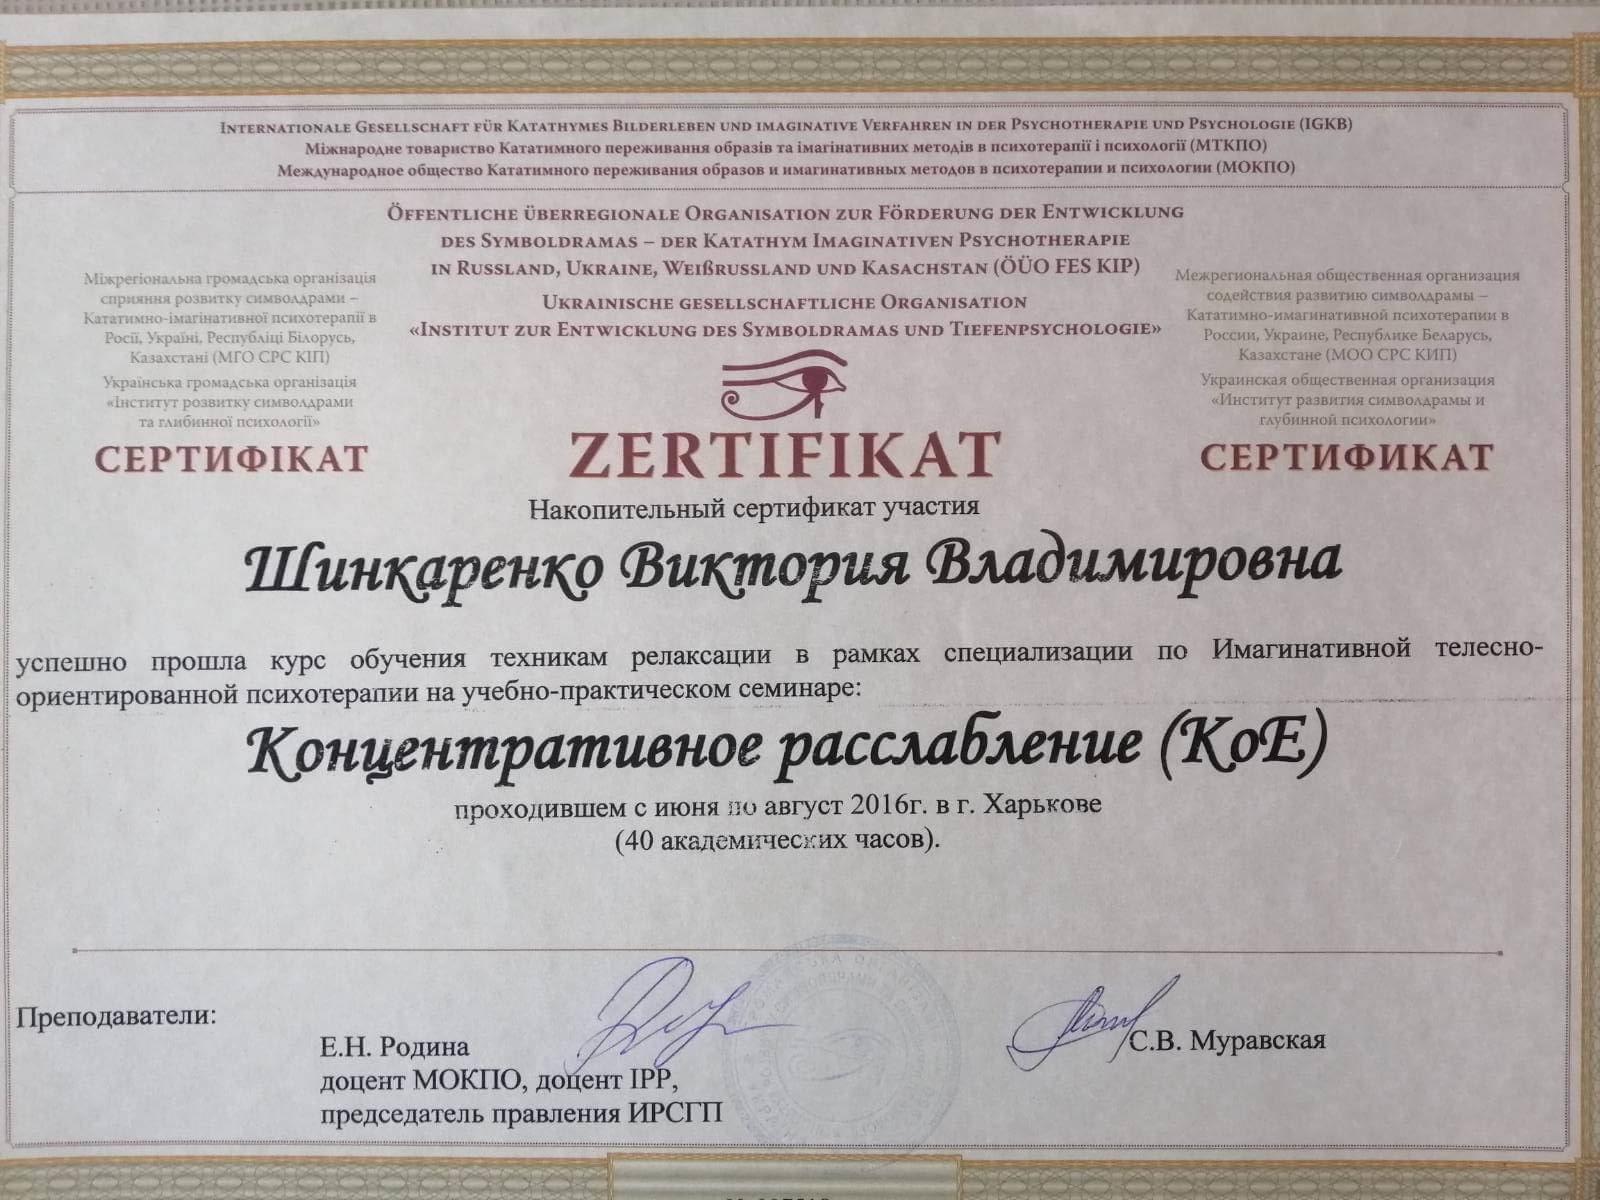 Internationale Gesellschaft für Katathymes Bilderleben und imaginative Verfahren in der Psychotherapie und Psychologie (IGKB)
Міжнародне товариство Кататимного переживання образів та імагінативних методів в психотерапії і психології (МТКПО)
Международное общество Кататимного переживания образов и имагинативных методов в психотерапии и психологии (МОКПО)
Öffentliche überregionale Organisation zur Förderung der Entwicklung
des Symboldramas – der Katathym Imaginativen Psychotherapie
in Russland, Ukraine, Weißrussland und Kasachstan (ÖÜO FES KIP)
Ukrainische gesellschaftliche Organisation
«Institut zur Entwicklung des Symboldramas und Tiefenpsychologie»
Міжрегіональна громадська організація
сприяння розвитку символдрами –
Кататимно-імагінативної психотерапії в
Росії, Україні, Республіці Білорусь,
Казахстані (МГО СРС КІП)
Українська громадська організація
«Інститут розвитку символдрами
та глибинної психології»
СЕРТИФІКАТ
ZERTIFIKAT
Межрегиональная общественная организация
содействия развитию символдрамы –
Кататимно-имагинативной психотерапии в
России, Украине, Республике Беларусь,
Казахстане (МОО СРС КИП)
Украинская общественная организация
«Институт развития символдрамы и
глубинной психологии»
СЕРТИФИКАТ
Накопительный сертификат участия
Шинкаренко Виктория Владимировна
успешно прошла курс обучения техникам релаксации в рамках специализации по Имагинативной телесно-
ориентированной психотерапии на учебно-практическом семинаре:
Концентративное расслабление (КоЕ)
проходившем с июня по август 2016г. в г. Харькове
(40 академических часов).
Преподаватели:
Е.Н. Родина
доцент МОКПО, доцент IPP,
председатель правления ИРСГП
С.В. Муравская